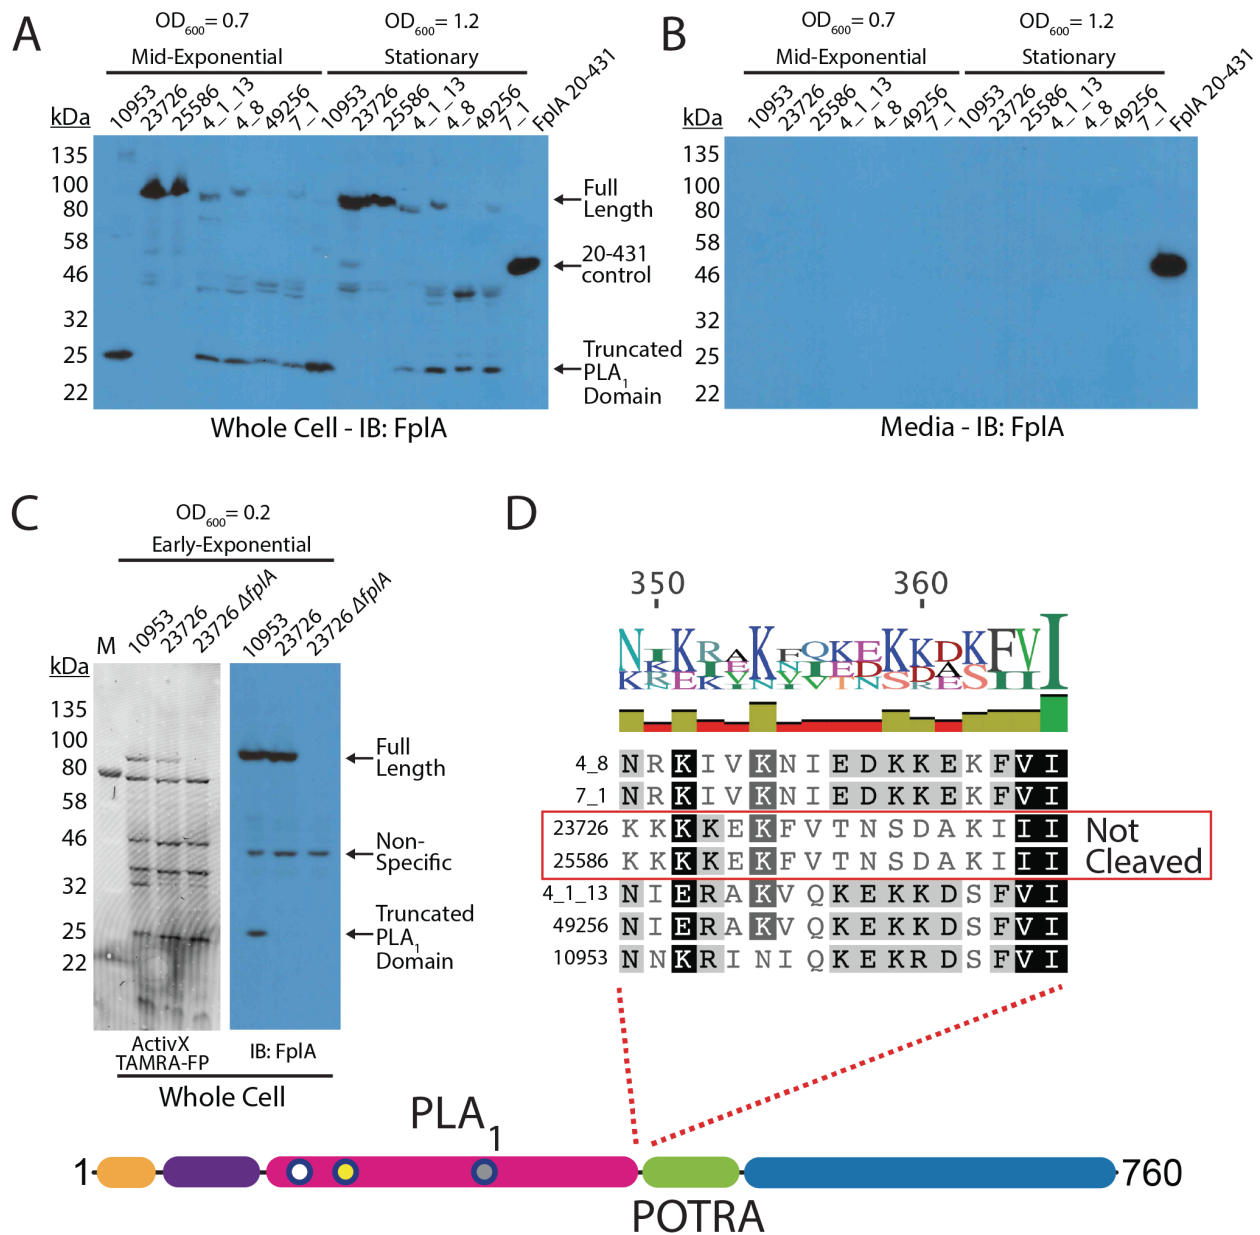 A
OD600= 0.7
OD600= 1.2
Mid-Exponential
Stationary
kDa
10953
23726
25586
4_1_13
4_8
49256
7_1
10953
23726
25586
4_1_13
4_8
49256
7_1
FplA 20-431
135
100
80
58
46
32
25
22
Full
Length
20-431
control
Truncated
PLA1
Domain
Whole Cell - IB: FplA
B
OD600= 0.7
OD600= 1.2
Mid-Exponential
Stationary
kDa
10953
23726
25586
4_1_13
4_8
49256
7_1
10953
23726
25586
4_1_13
4_8
49256
7_1
FplA 20-431
135
100
80
58
46
32
25
22
Media - IB: FplA
C
OD600= 0.2
Early-Exponential
kDa
M
10953
23726
23726 ΔfplA
10953
23726
23726 ΔfplA
135
100
80
58
46
32
25
22
Full
Length
Non-
Specific
Truncated
PLA1
Domain
ActivX
TAMRA-FP
IB: FplA
Whole Cell
D
350 360
4_8 NRKIVKNIEDKKEKFVI
7_1 NRKIVKNIEDKKEKFVI
23726 KKKKEKFVTNSDAKIII
25586 KKKKEKFVTNSDAKIII
4_1_13 NIERAKVQKEKKDSFVI
49256 NIERAKVQKEKKDSFVI
10953 NNKRINIQKEKRDSFVI
Not
Cleaved
PLA1
1
760
POTRA